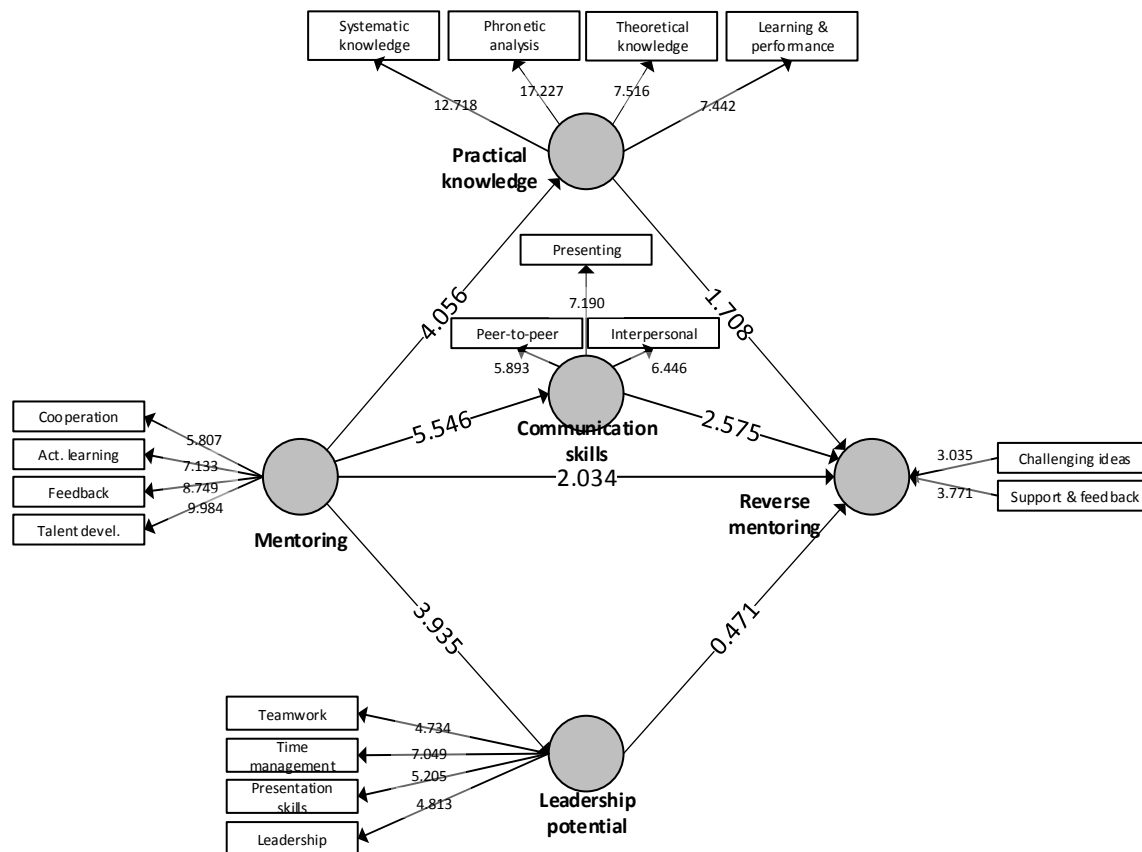 Systematic
knowledge
Phronetic
analysis
Theoretical
knowledge
Learning &
performance
12.718
17.227
7.516
7.442
Practical
knowledge
Presenting
7.190
4.056
1.708
Peer-to-peer
Interpersonal
5.893
6.446
Communication
skills
5.546
2.575
2.034
Cooperation
Act. learning
Feedback
Talent devel.
5.807
7.133
8.749
9.984
Mentoring
Reverse
mentoring
3.035
3.771
Challenging ideas
Support & feedback
3.935
0.471
Teamwork
Time
management
Presentation
skills
Leadership
4.734
7.049
5.205
4.813
Leadership
potential